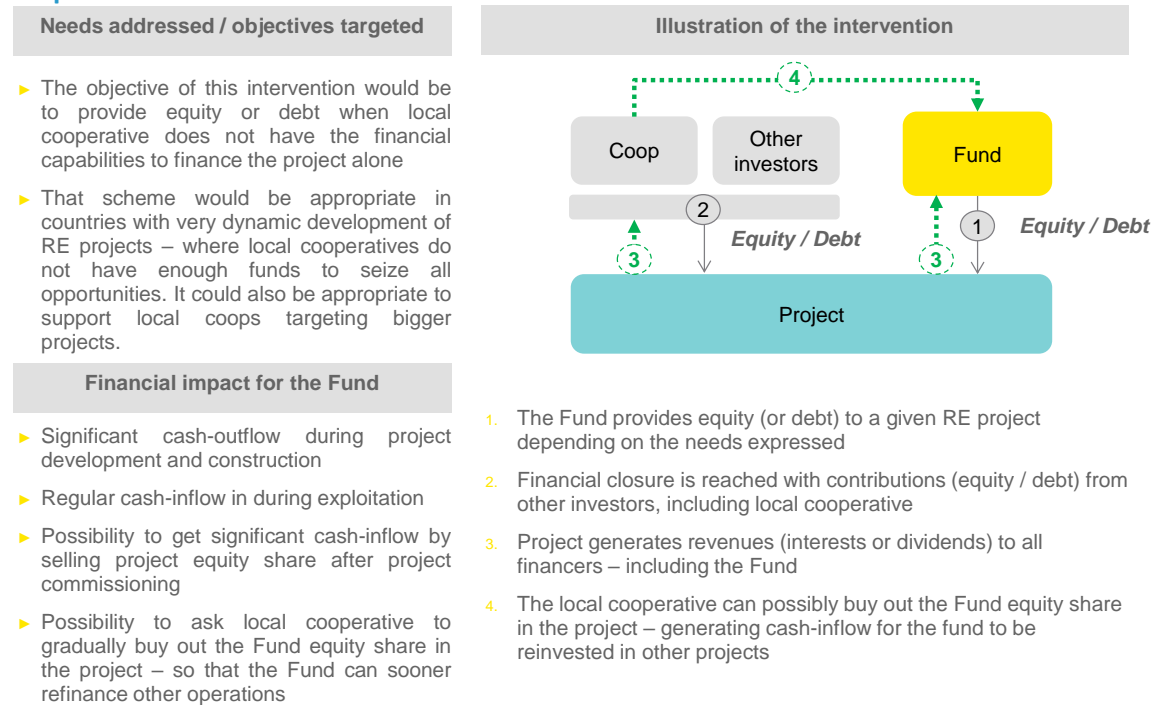 Needs addressed / objectives targeted
► The objective of this intervention would be
to provide equity or debt when local
cooperative does not have the financial
capabilities to finance the project alone
► That scheme would be appropriate in
countries with very dynamic development of
RE projects – where local cooperatives do
not have enough funds to seize all
opportunities. It could also be appropriate to
support local coops targeting bigger
projects.
Financial impact for the Fund
► Significant cash-outflow during project
development and construction
► Regular cash-inflow in during exploitation
► Possibility to get significant cash-inflow by
selling project equity share after project
commissioning
► Possibility to ask local cooperative to
gradually buy out the Fund equity share in
the project – so that the Fund can sooner
refinance other operations
Illustration of the intervention
4
Coop
Other
investors
Fund
2
Equity / Debt
1
Equity / Debt
3
3
Project
1. The Fund provides equity (or debt) to a given RE project
depending on the needs expressed
2. Financial closure is reached with contributions (equity / debt) from
other investors, including local cooperative
3. Project generates revenues (interests or dividends) to all
financers – including the Fund
4. The local cooperative can possibly buy out the Fund equity share
in the project – generating cash-inflow for the fund to be
reinvested in other projects